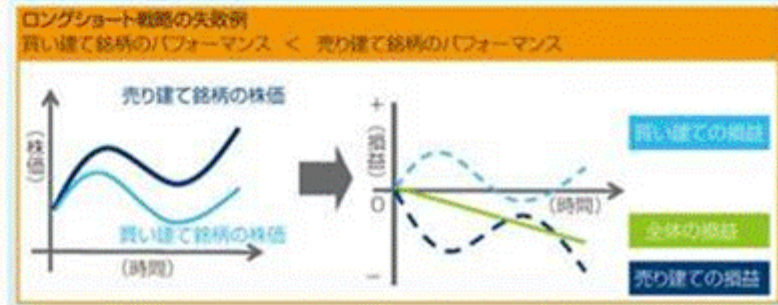 ロングショート戦略の失敗例
買い建て銘柄のパフォーマンス < 売り建て銘柄のパフォーマンス
売り建て銘柄の株価
(株価)
買い建て銘柄の株価
(時間)
+
(損益)
0
(時間)
−
買い建ての損益
全体の損益
売り建ての損益